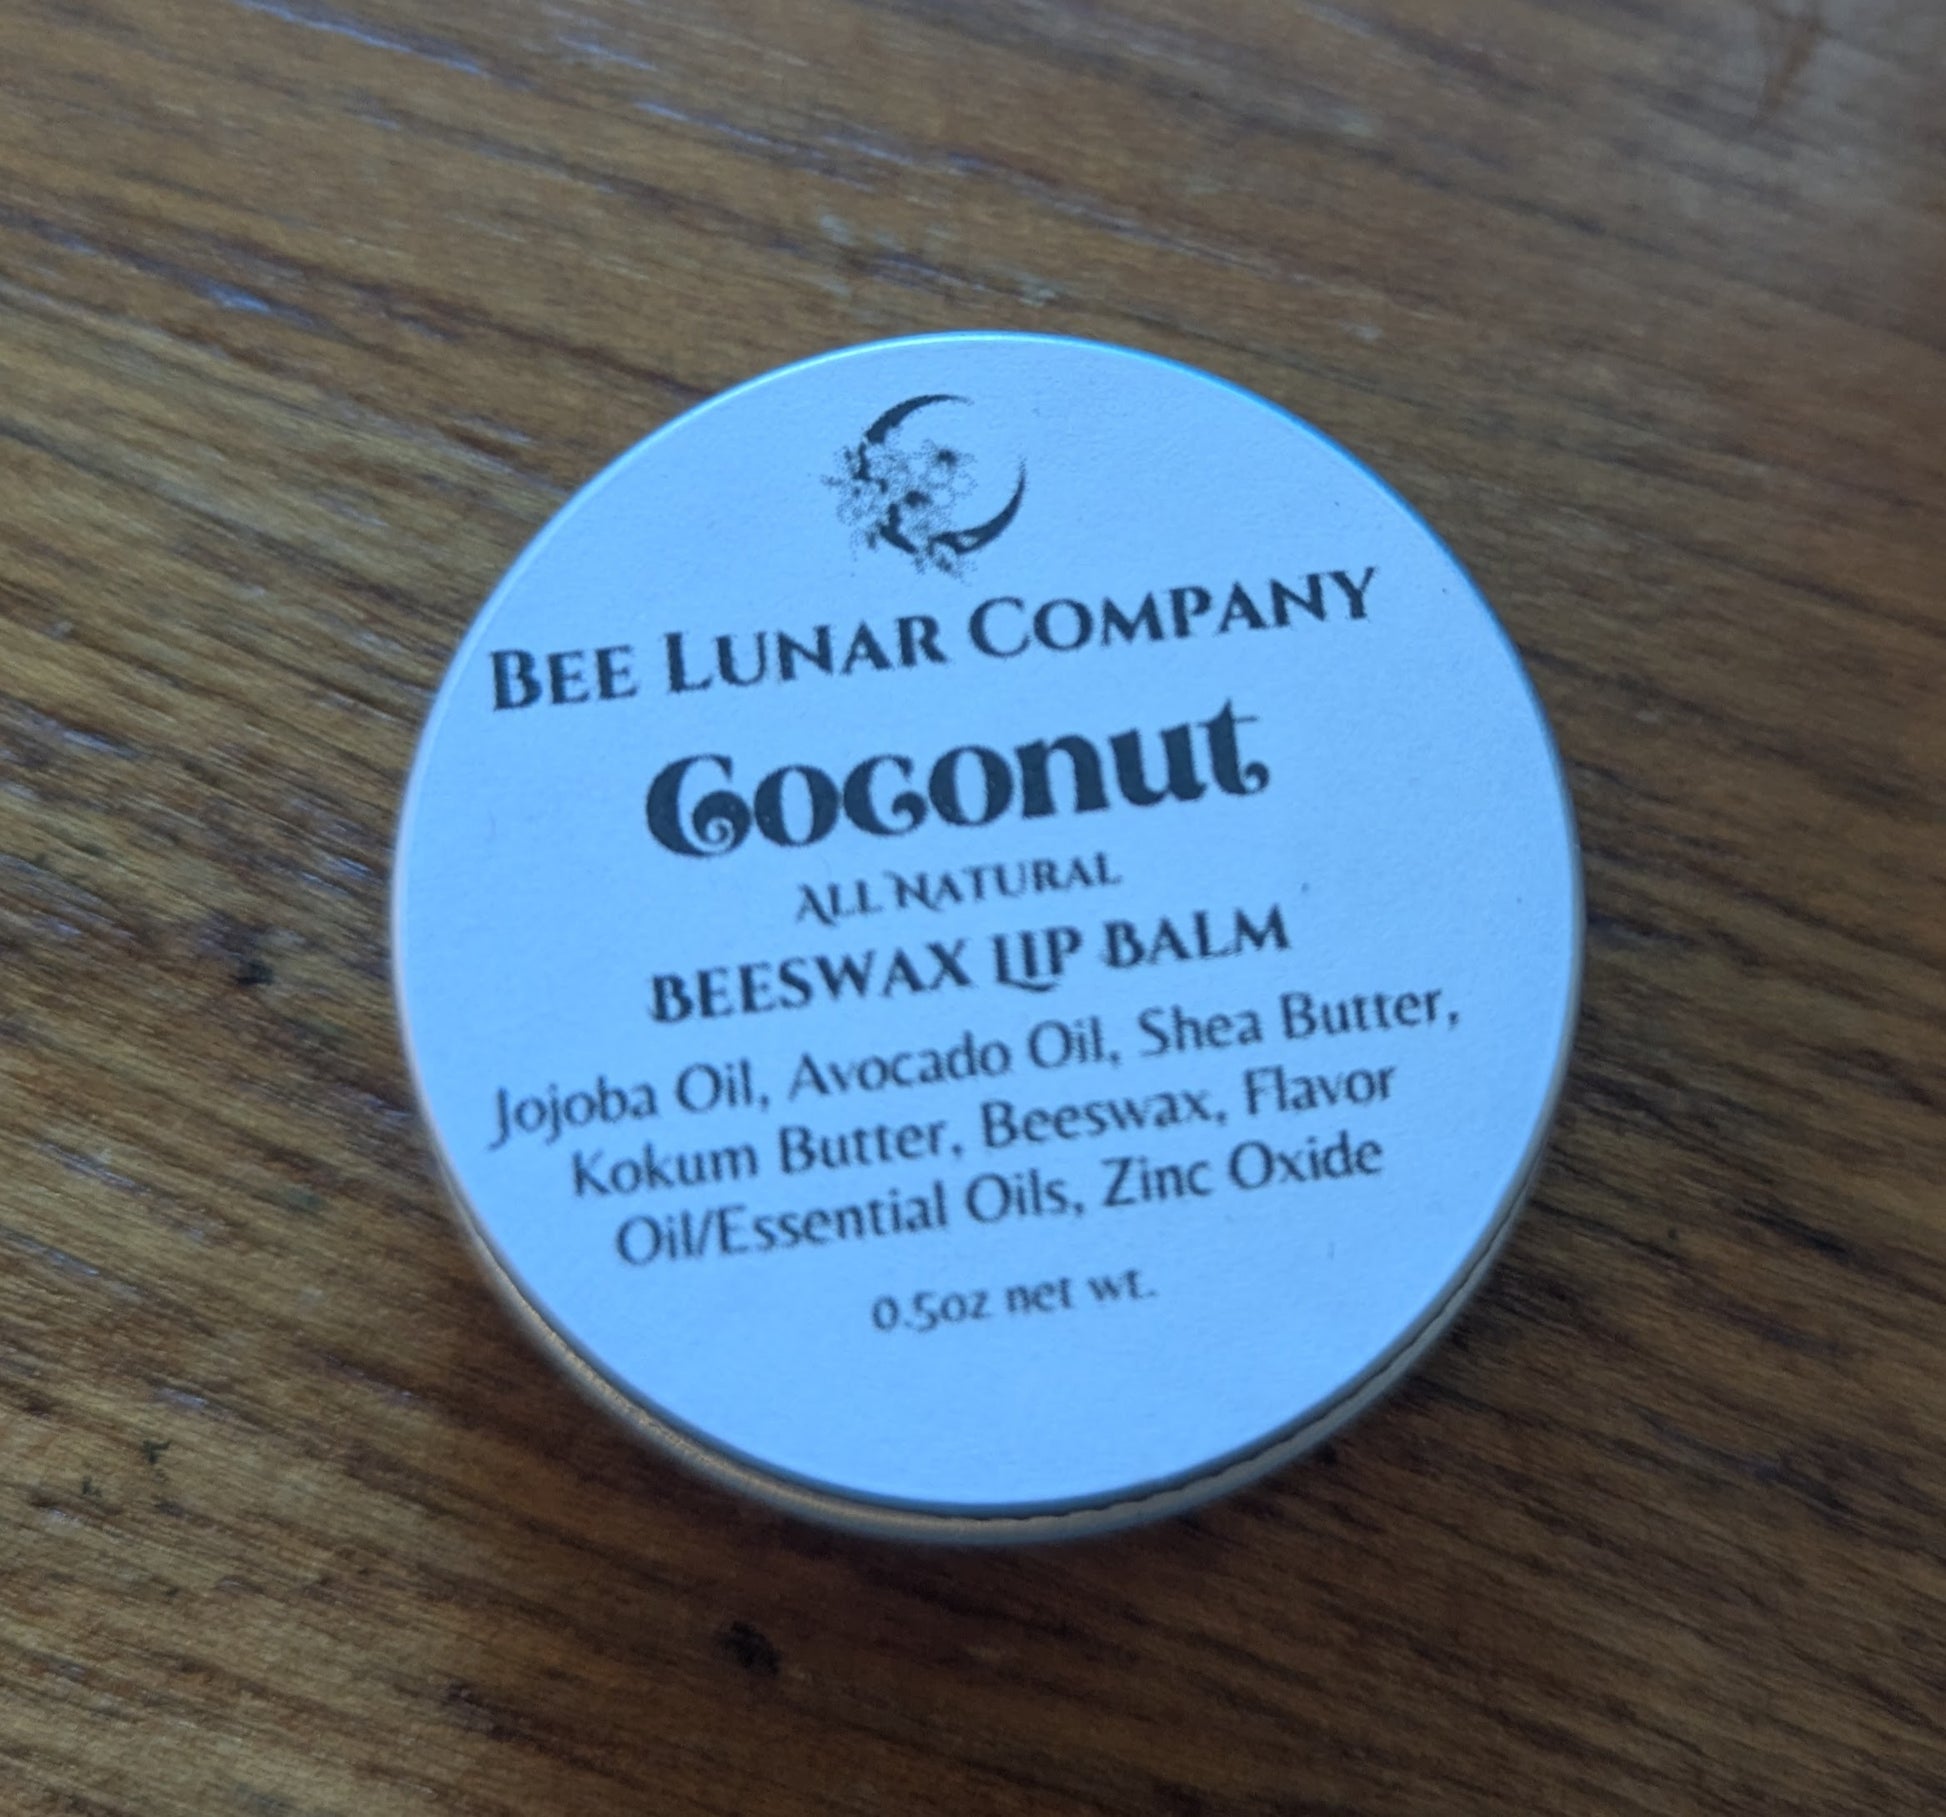 BEE LUNAR COMPANY
Coconut
ALL NATURAL
BEESWAX LIP BALM
Jojoba Oil, Avocado Oil, Shea Butter,
Kokum Butter, Beeswax, Flavor
Oil/Essential Oils, Zinc Oxide
0.5oz net wt.